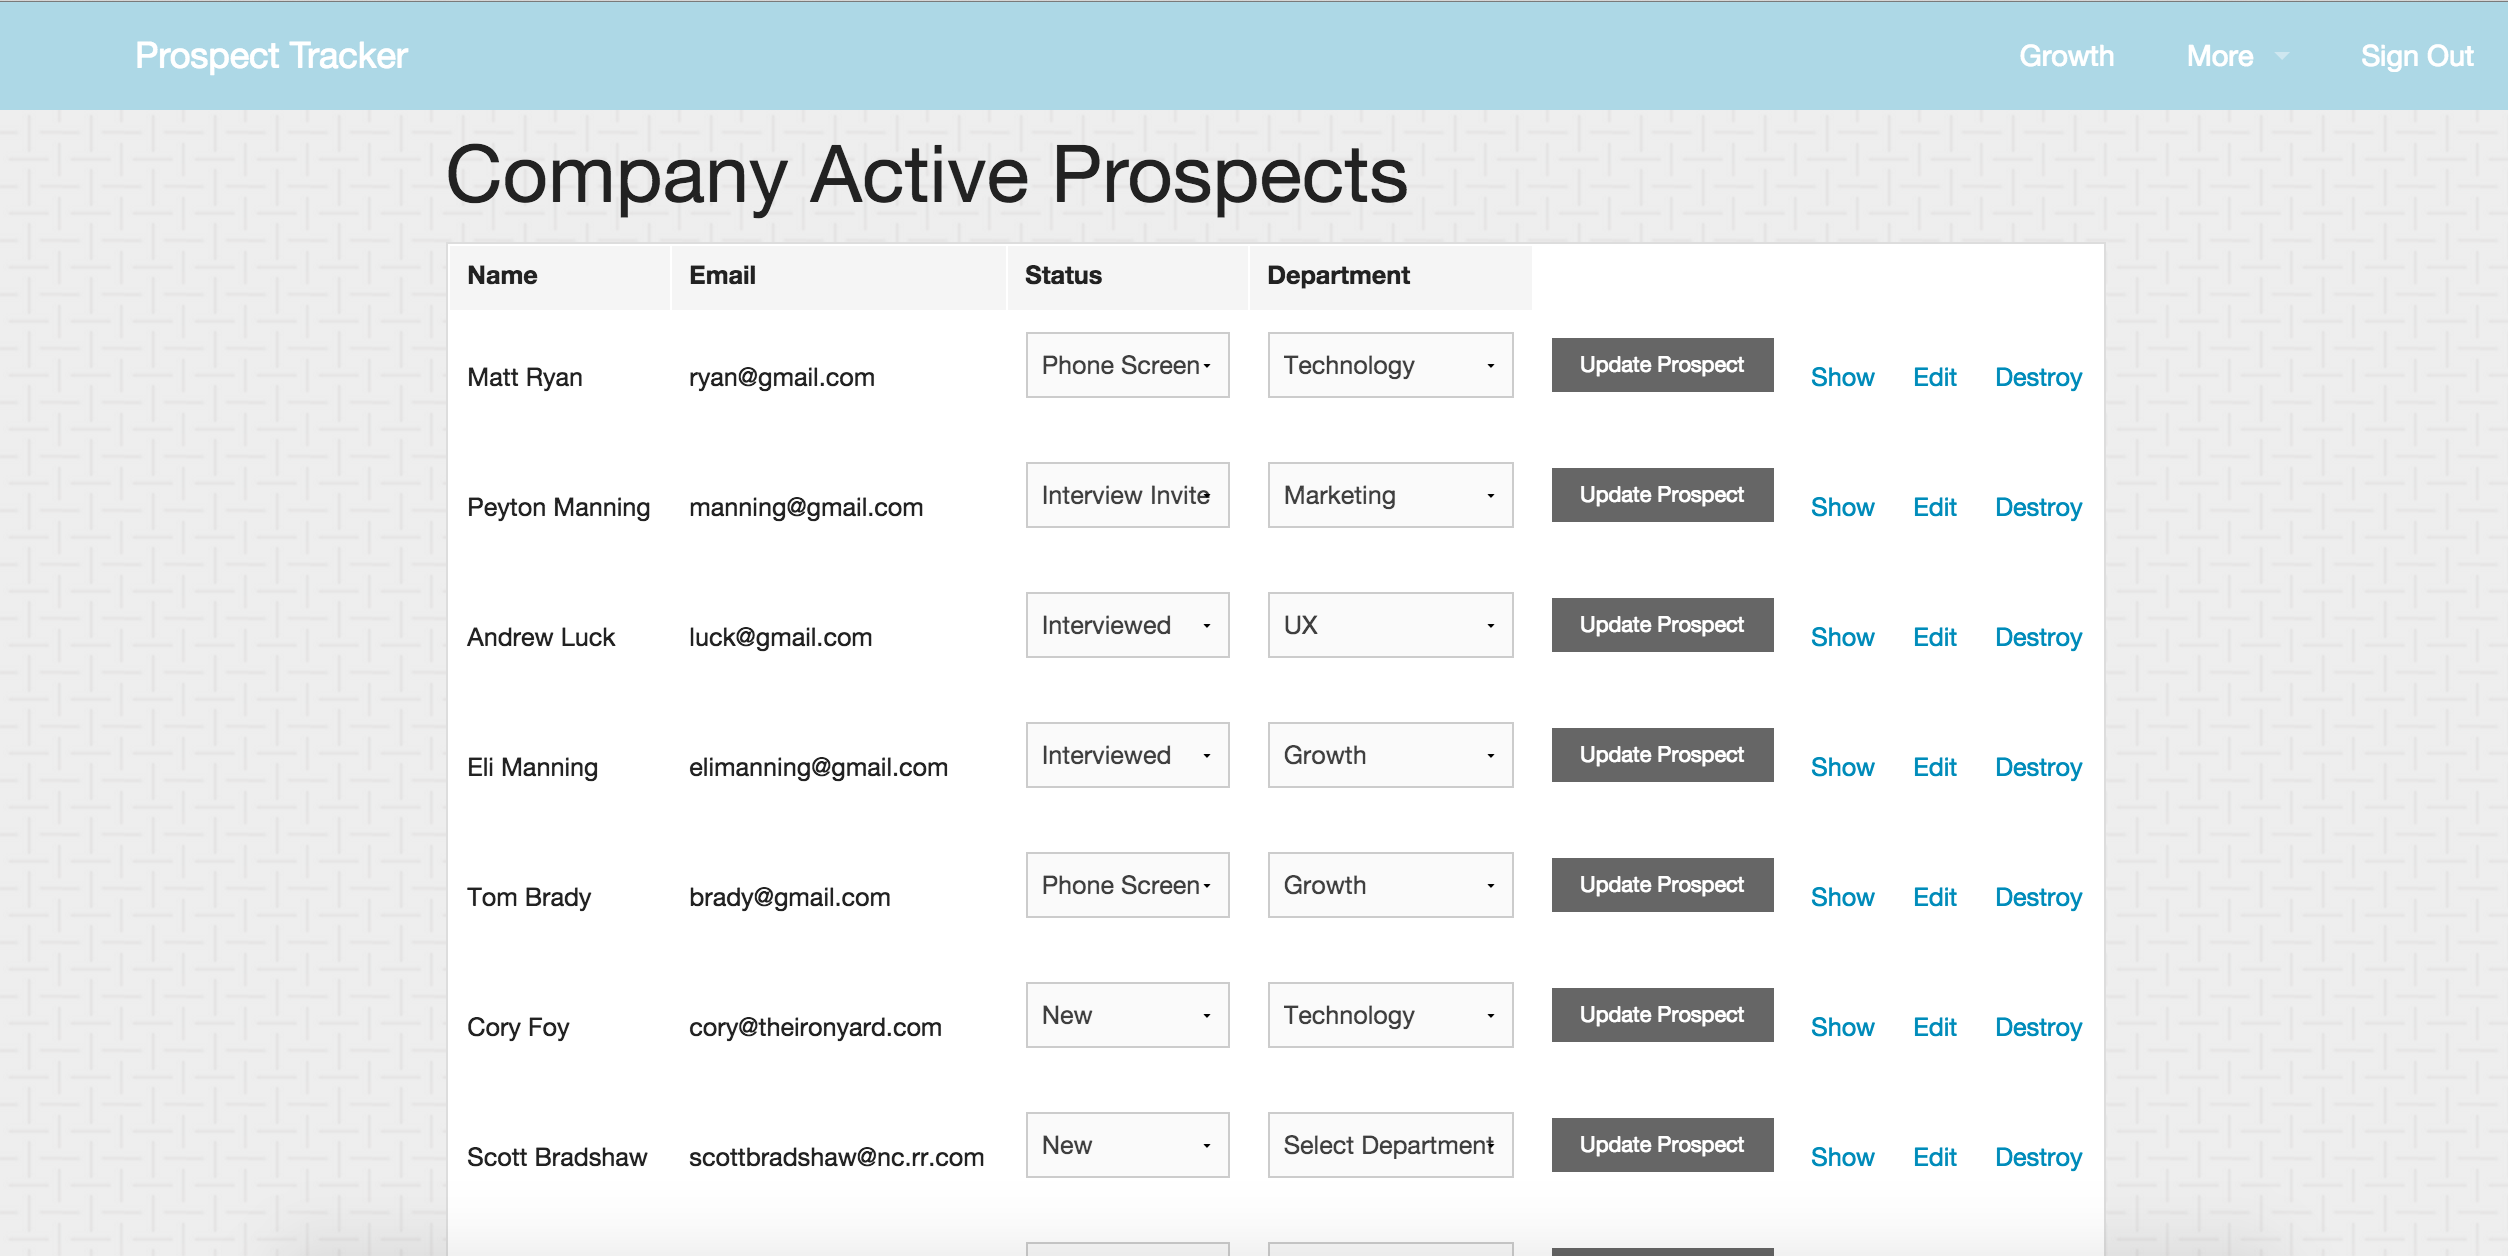 Prospect Tracker Growth More Sign Out
Company Active Prospects
Name Email Status Department
Matt Ryan ryan@gmail.com Phone Screen Technology Update Prospect Show Edit Destroy
Peyton Manning manning@gmail.com Interview Invite Marketing Update Prospect Show Edit Destroy
Andrew Luck luck@gmail.com Interviewed UX Update Prospect Show Edit Destroy
Eli Manning elimanning@gmail.com Interviewed Growth Update Prospect Show Edit Destroy
Tom Brady brady@gmail.com Phone Screen Growth Update Prospect Show Edit Destroy
Cory Foy cory@theironyard.com New Technology Update Prospect Show Edit Destroy
Scott Bradshaw scottbradshaw@nc.rr.com New Select Department Update Prospect Show Edit Destroy